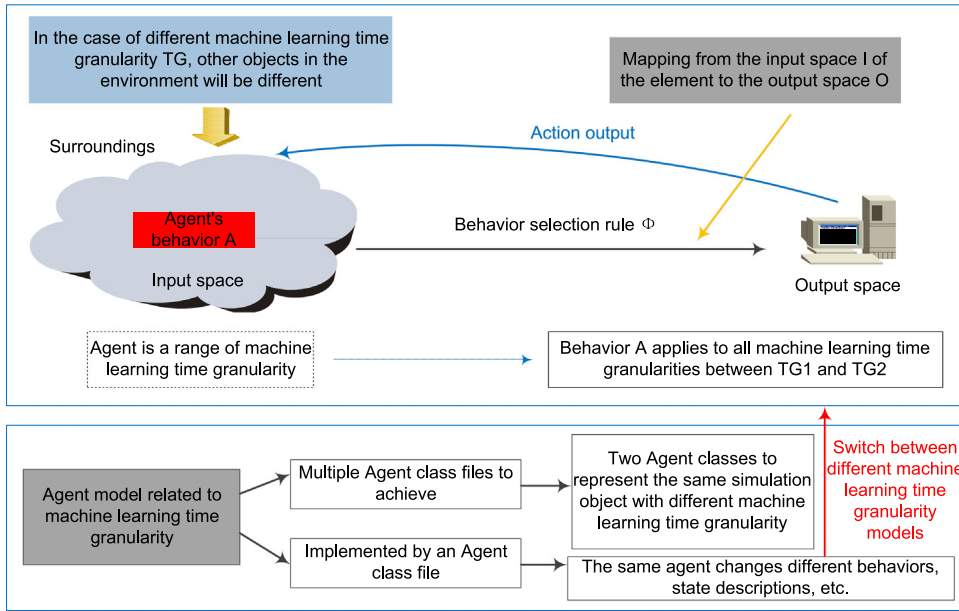 In the case of different machine learning time
granularity TG, other objects in the
environment will be different
Mapping from the input space I of
the element to the output space O
Surroundings
Action output
Agent's
behavior A
Input space
Behavior selection rule Φ
Output space
Agent is a range of machine
learning time granularity
Behavior A applies to all machine learning time
granularities between TG1 and TG2
Agent model related to
machine learning time
granularity
Multiple Agent class files to
achieve
Two Agent classes to
represent the same simulation
object with different machine
learning time granularity
Switch between
different machine
learning time
granularity
models
Implemented by an Agent
class file
The same agent changes different behaviors,
state descriptions, etc.